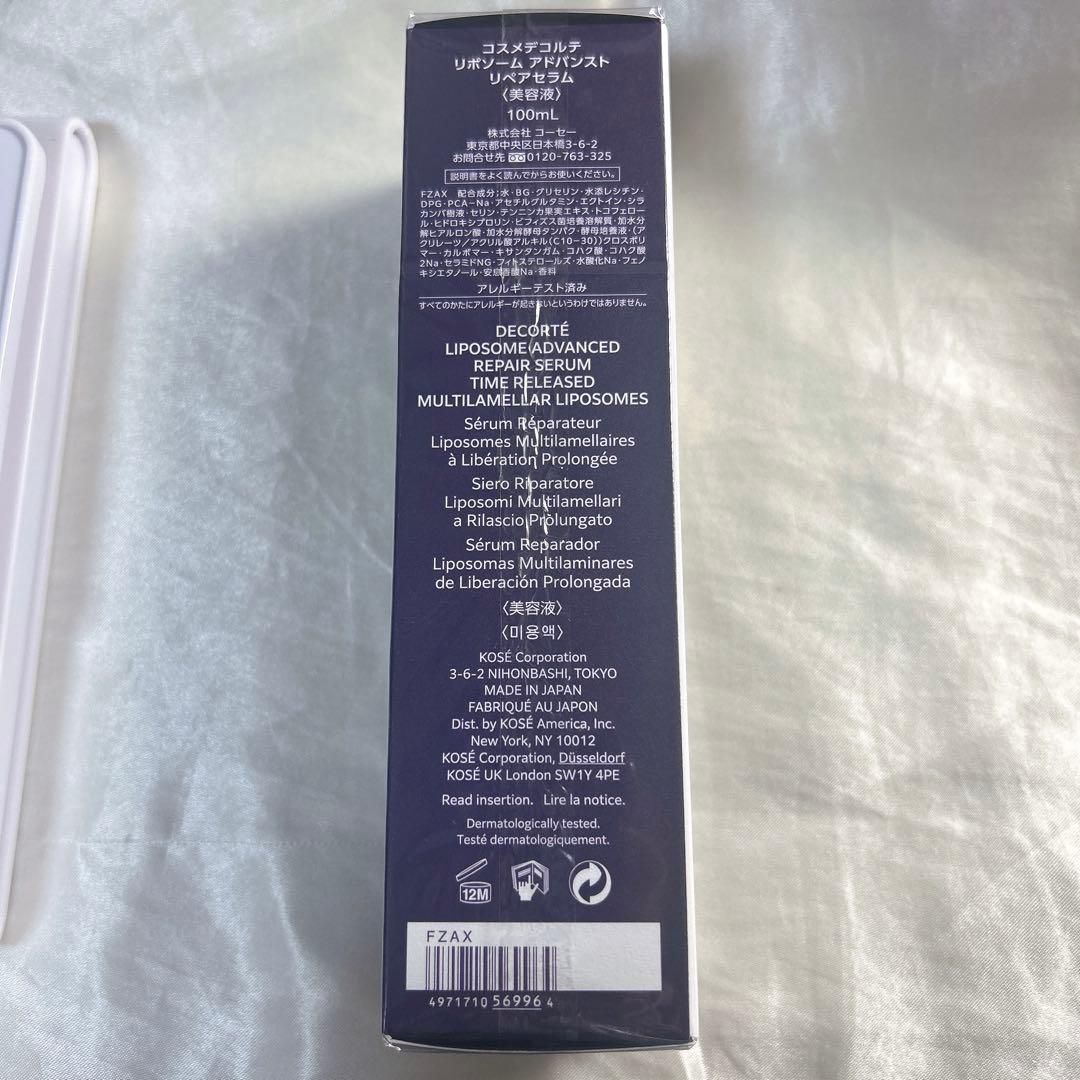 コスメデコルテ
リポソーム アドバンスト
リペアセラム
〈美容液〉
100mL
株式会社 コーセー
東京都中央区日本橋3-6-2
お問合せ先 0120-763-325
説明書をよく読んでからお使いください。
FZAX 配合成分;水・BG・グリセリン・水添レシチン・
DPG・PCA-Na・アセチルグルタミン・エクトイン・シラ
カンバ樹液・セリン・テンニンカ果実エキス・トコフェロー
ル・ヒドロキシプロリン・ビフィズス菌培養溶解質・加水分
解ヒアルロン酸・加水分解酵母タンパク・酵母培養液・(ア
クリレーツ/アクリル酸アルキル(C10-30))クロスポリ
マー・カルボマー・キサンタンガム・コハク酸・コハク酸
2Na・セラミドNG・フィトステロールズ・水酸化Na・フェノ
キシエタノール・安息香酸Na・香料
アレルギーテスト済み
すべてのかたにアレルギーが起きないというわけではありません。
DECORTÉ
LIPOSOME ADVANCED
REPAIR SERUM
TIME RELEASED
MULTILAMELLAR LIPOSOMES
Sérum Réparateur
Liposomes Multilamellaires
à Libération Prolongée
Siero Riparatore
Liposomi Multilamellari
a Rilascio Prolungato
Sérum Reparador
Liposomas Multilaminares
de Liberación Prolongada
〈美容液〉
〈미용액〉
KOSÉ Corporation
3-6-2 NIHONBASHI, TOKYO
MADE IN JAPAN
FABRIQUÉ AU JAPON
Dist. by KOSÉ America, Inc.
New York, NY 10012
KOSÉ Corporation, Düsseldorf
KOSÉ UK London SW1Y 4PE
Read insertion. Lire la notice.
Dermatologically tested.
Testé dermatologiquement.
12M
FZAX
4971710 56996 4